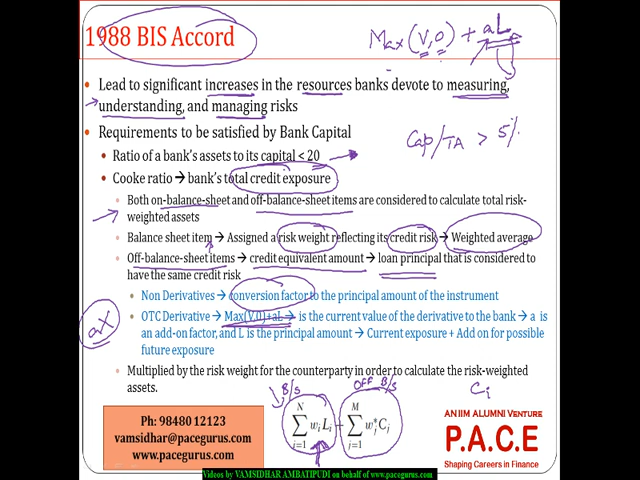 1988 BIS Accord
Max (V,0) + aL
Lead to significant increases in the resources banks devote to measuring,
understanding, and managing risks
Requirements to be satisfied by Bank Capital
Cap/TA > 5%
Ratio of a bank's assets to its capital < 20
Cooke ratio → bank's total credit exposure
Both on-balance-sheet and off-balance-sheet items are considered to calculate total risk-
weighted assets
Balance sheet item → Assigned a risk weight reflecting its credit risk → Weighted average
Off-balance-sheet items → credit equivalent amount → loan principal that is considered to
have the same credit risk
Non Derivatives → conversion factor to the principal amount of the instrument
aX
OTC Derivative → Max(V,0)+aL → is the current value of the derivative to the bank → a is
an add-on factor, and L is the principal amount → Current exposure + Add on for possible
future exposure
Multiplied by the risk weight for the counterparty in order to calculate the risk-weighted
assets.
B/S
OFF B/S
Ci
N M
∑ wᵢLᵢ + ∑ wⱼ*Cⱼ
i=1 i=1
Ph: 98480 12123
vamsidhar@pacegurus.com
www.pacegurus.com
AN IIM ALUMNI VENTURE
P.A.C.E
Shaping Careers in Finance
Videos by VAMSIDHAR AMBATIPUDI on behalf of www.pacegurus.com